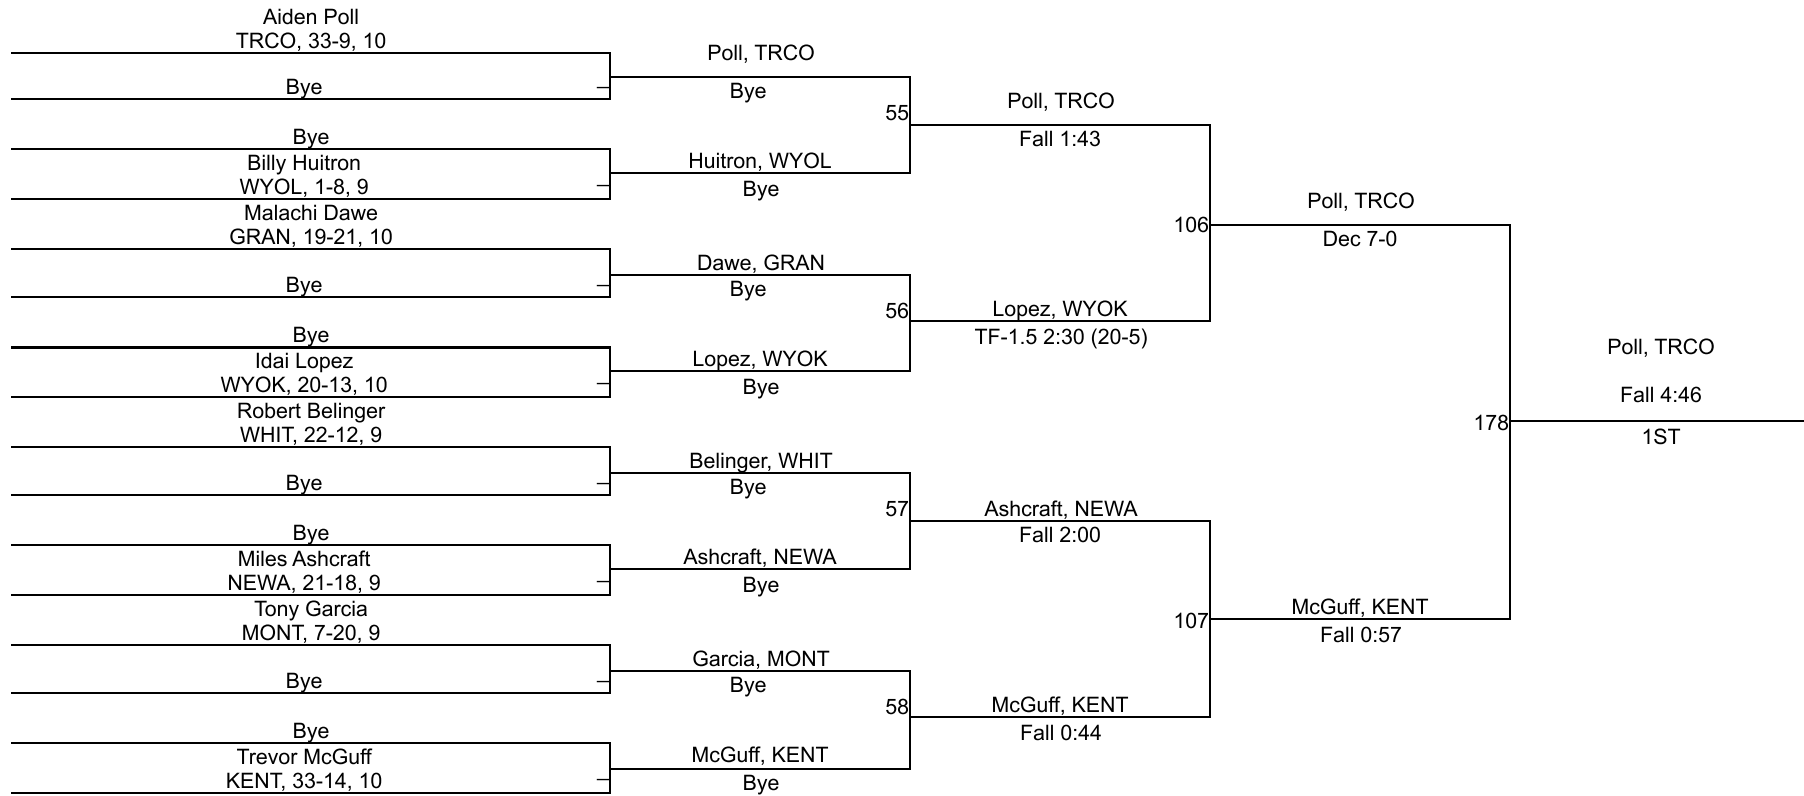 Aiden Poll
TRCO, 33-9, 10
Bye
Bye
Billy Huitron
WYOL, 1-8, 9
Malachi Dawe
GRAN, 19-21, 10
Bye
Bye
Idai Lopez
WYOK, 20-13, 10
Robert Belinger
WHIT, 22-12, 9
Bye
Bye
Miles Ashcraft
NEWA, 21-18, 9
Tony Garcia
MONT, 7-20, 9
Bye
Bye
Trevor McGuff
KENT, 33-14, 10
Poll, TRCO
Bye
55
Huitron, WYOL
Bye
Dawe, GRAN
Bye
56
Lopez, WYOK
Bye
Belinger, WHIT
Bye
57
Ashcraft, NEWA
Bye
Garcia, MONT
Bye
58
McGuff, KENT
Bye
Poll, TRCO
Fall 1:43
106
Lopez, WYOK
TF-1.5 2:30 (20-5)
Ashcraft, NEWA
Fall 2:00
107
McGuff, KENT
Fall 0:44
Poll, TRCO
Dec 7-0
178
McGuff, KENT
Fall 0:57
Poll, TRCO
Fall 4:46
1ST